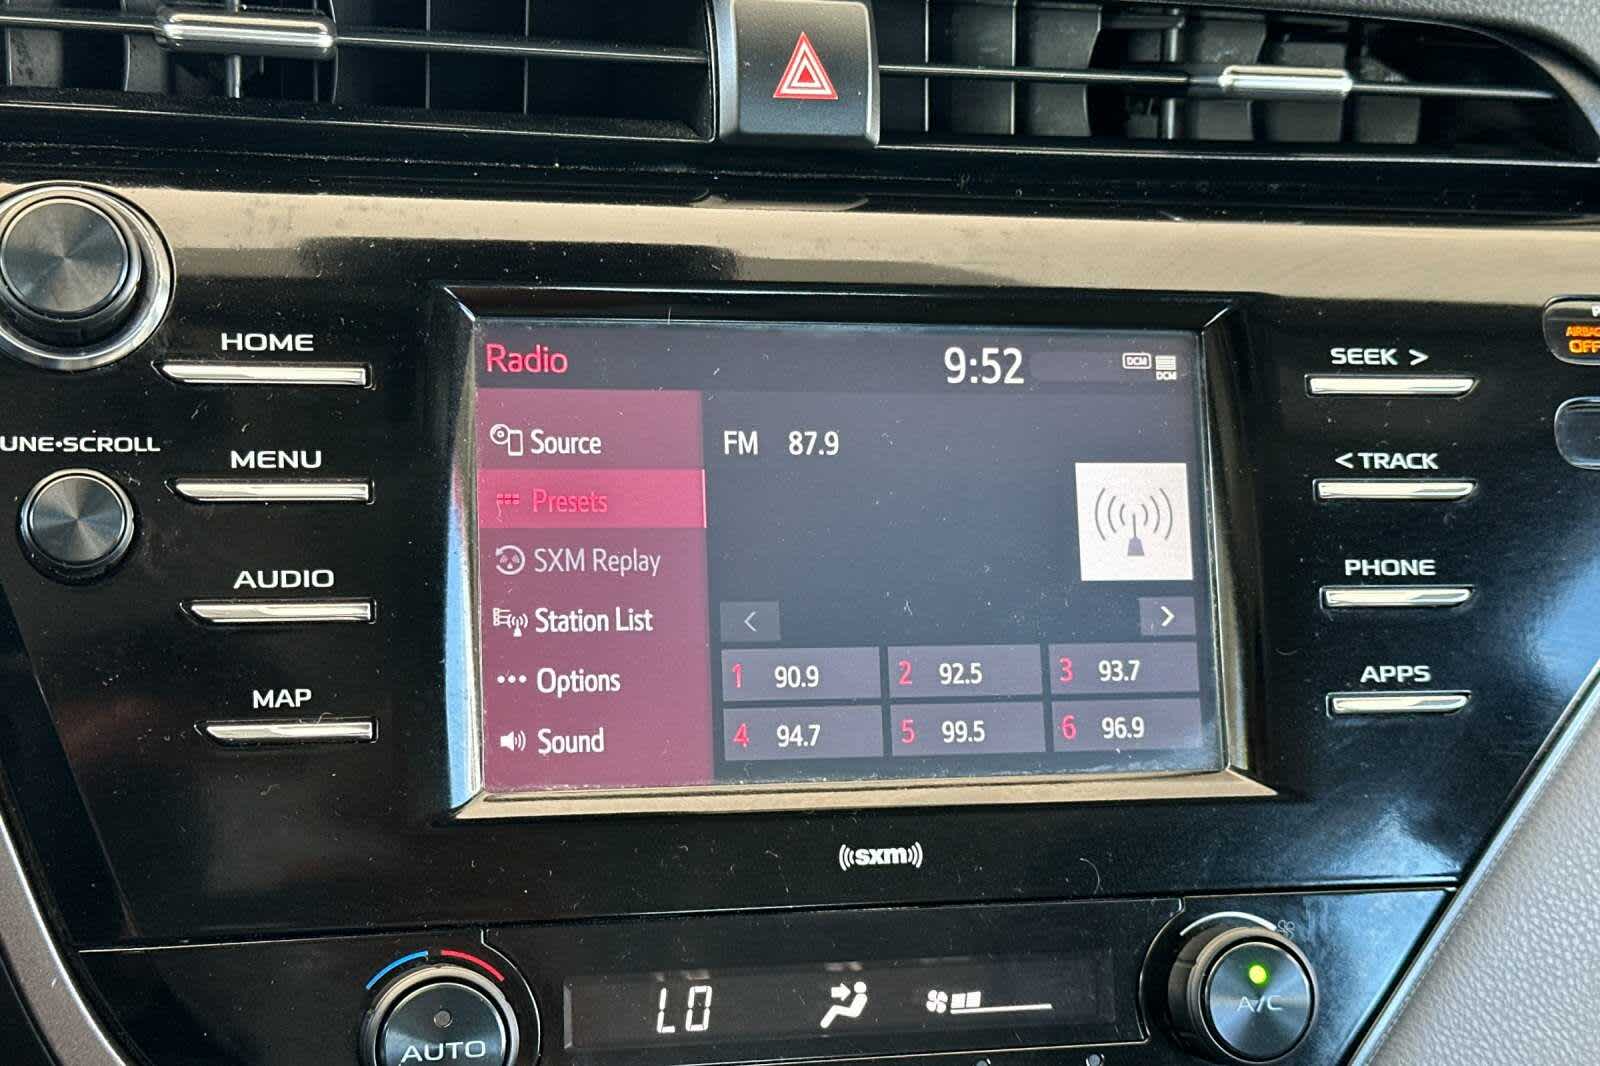 HOME
UNE•SCROLL
MENU
AUDIO
MAP
Radio
9:52
DCM
DCM
Source
Presets
SXM Replay
Station List
Options
Sound
FM 87.9
<
>
1 90.9
2 92.5
3 93.7
4 94.7
5 99.5
6 96.9
SEEK >
< TRACK
PHONE
APPS
AIRBAG
OFF
((sxm))
LO
AUTO
A/C